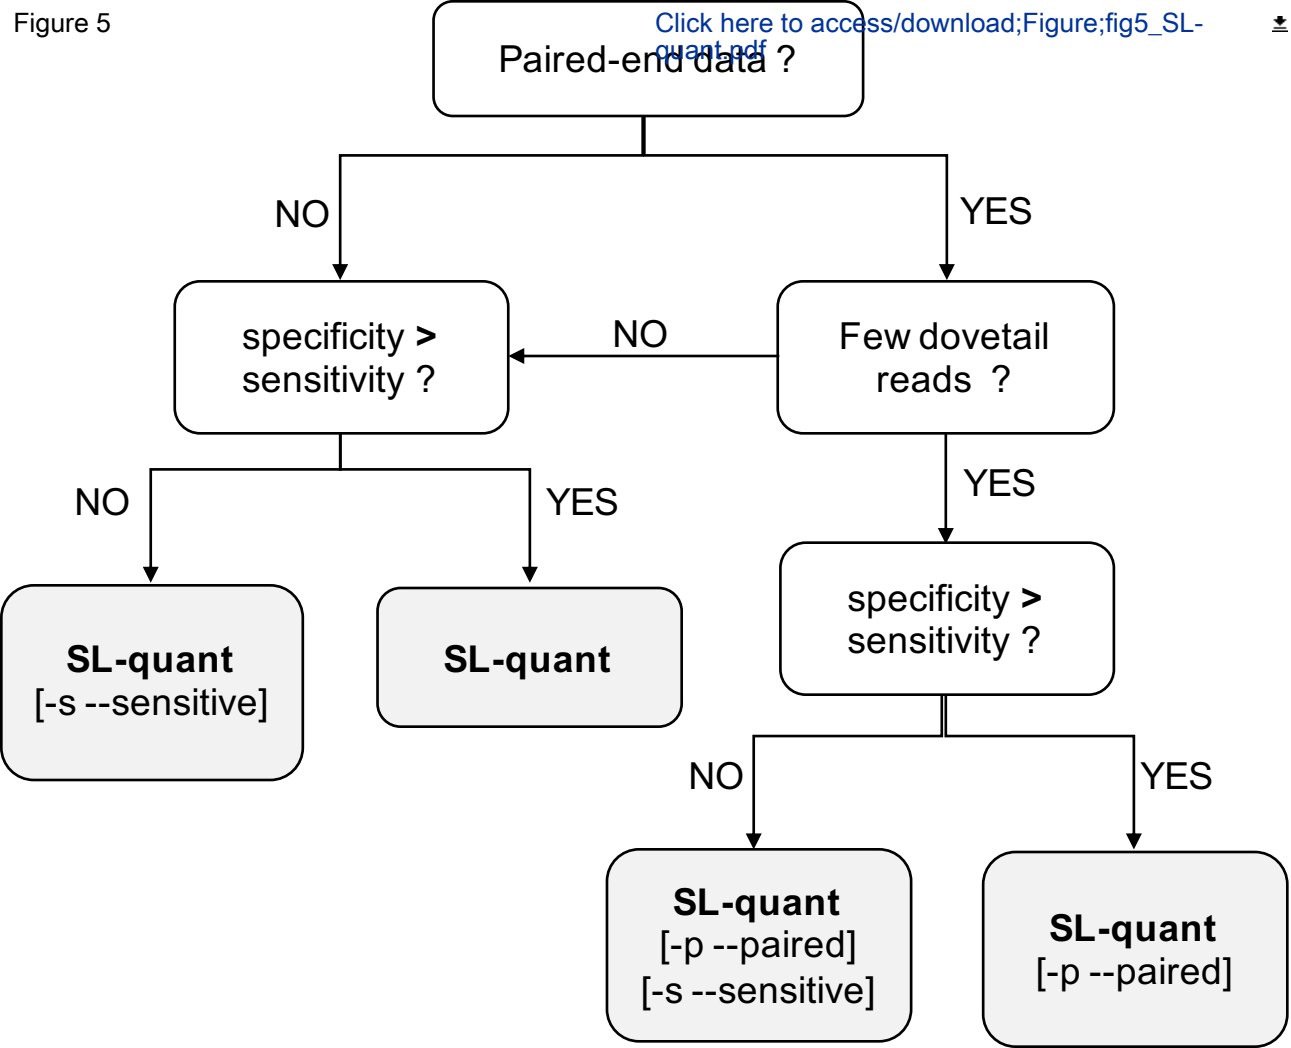 Figure 5
Click here to access/download;Figure;fig5_SL-
quant.pdf
Paired-end data ?
NO
YES
specificity >
sensitivity ?
NO
Few dovetail
reads ?
NO
YES
YES
specificity >
sensitivity ?
SL-quant
[-s --sensitive]
SL-quant
NO
YES
SL-quant
[-p --paired]
[-s --sensitive]
SL-quant
[-p --paired]